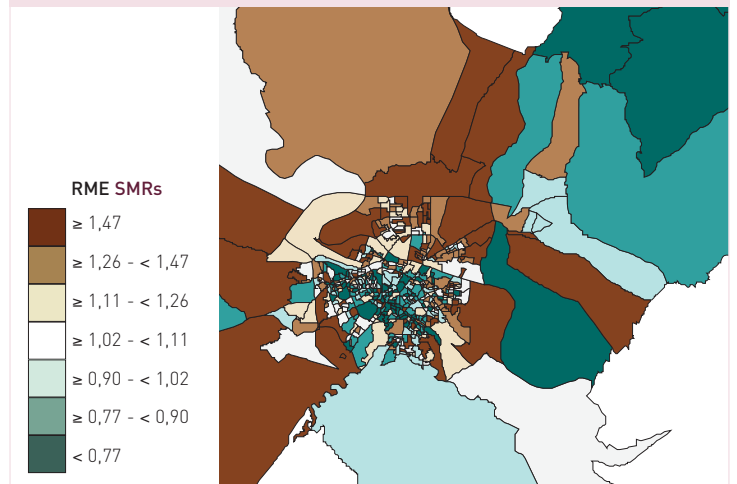 RME SMRs
≥ 1,47
≥ 1,26 - < 1,47
≥ 1,11 - < 1,26
≥ 1,02 - < 1,11
≥ 0,90 - < 1,02
≥ 0,77 - < 0,90
< 0,77